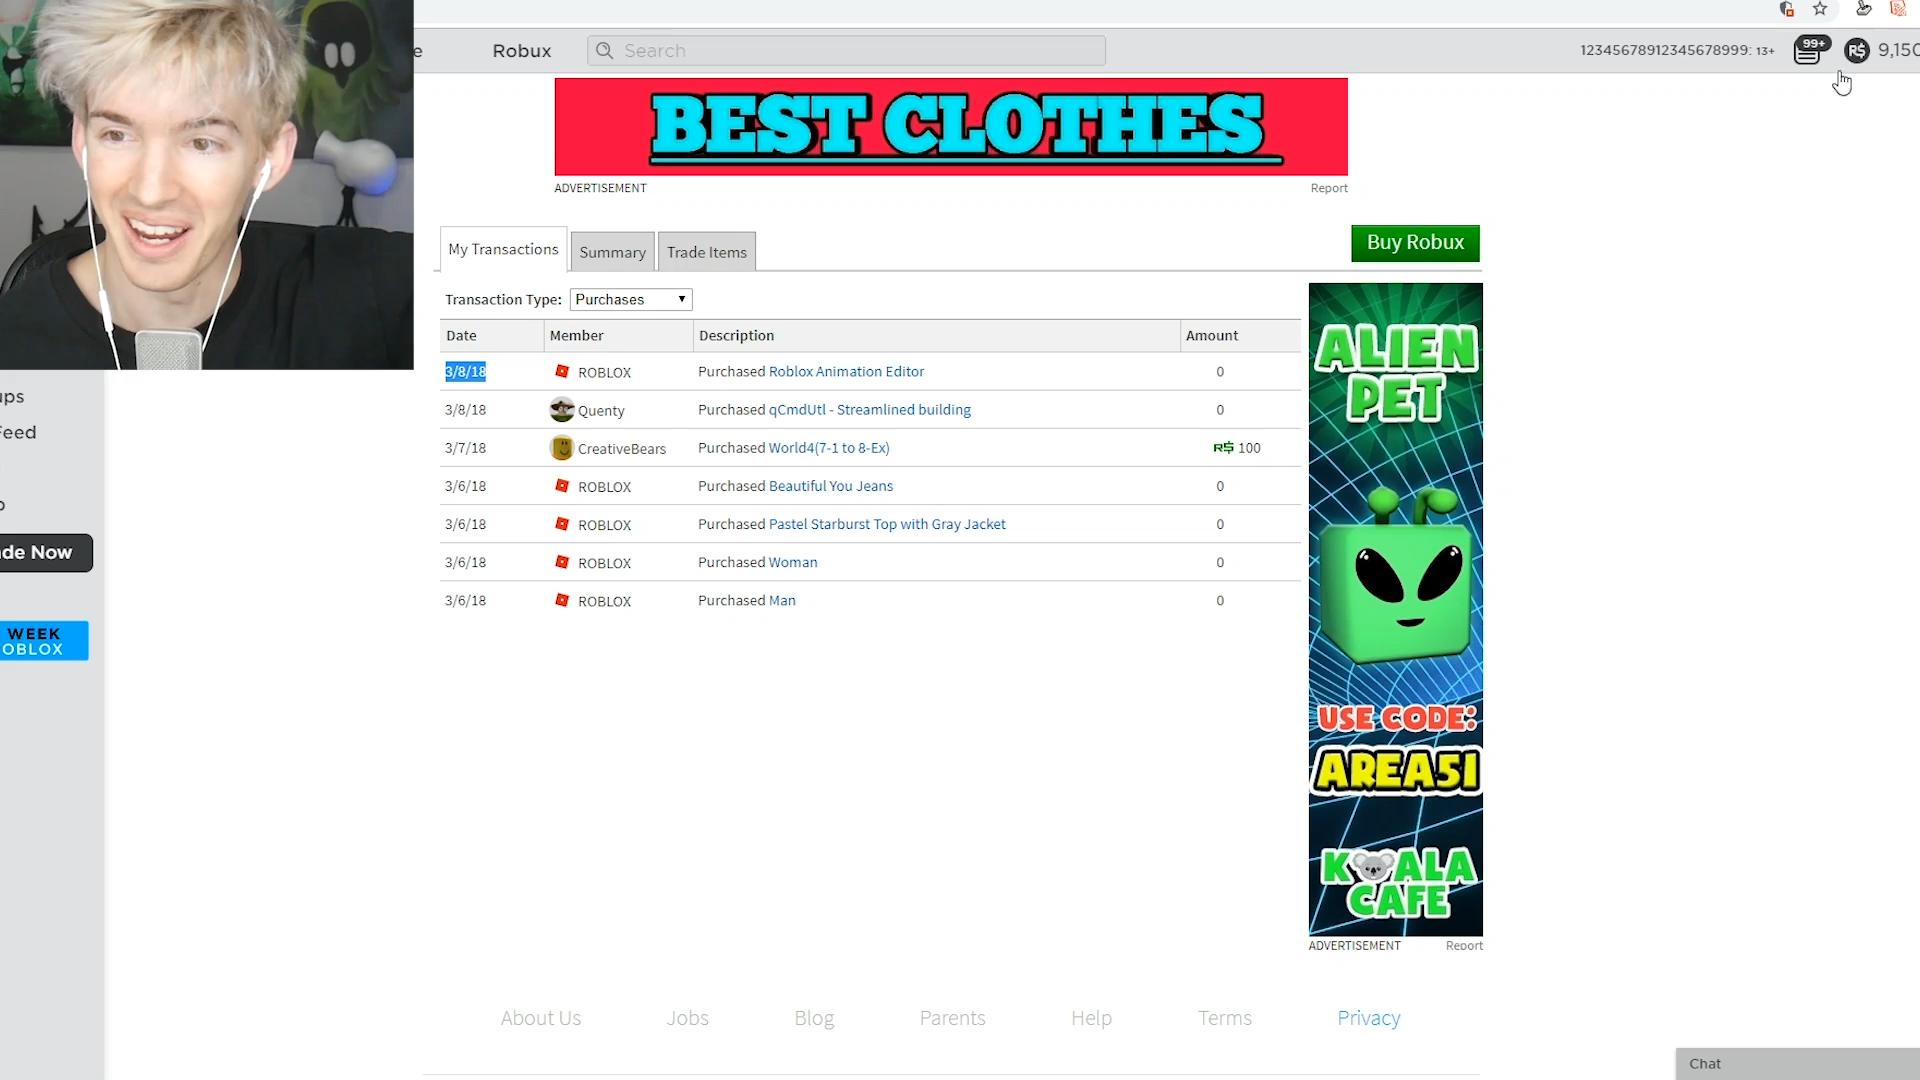 e Robux Search 12345678912345678999: 13+ 99+ R$ 9,150
BEST CLOTHES
ADVERTISEMENT Report
My Transactions Summary Trade Items Buy Robux
Transaction Type: Purchases
Date Member Description Amount
3/8/18 ROBLOX Purchased Roblox Animation Editor 0
3/8/18 Quenty Purchased qCmdUtl - Streamlined building 0
3/7/18 CreativeBears Purchased World4(7-1 to 8-Ex) R$ 100
3/6/18 ROBLOX Purchased Beautiful You Jeans 0
3/6/18 ROBLOX Purchased Pastel Starburst Top with Gray Jacket 0
3/6/18 ROBLOX Purchased Woman 0
3/6/18 ROBLOX Purchased Man 0
ups
Feed
p
ade Now
WEEK
OBLOX
ALIEN
PET
USE CODE:
AREA51
KOALA
CAFE
ADVERTISEMENT Report
About Us Jobs Blog Parents Help Terms Privacy
Chat